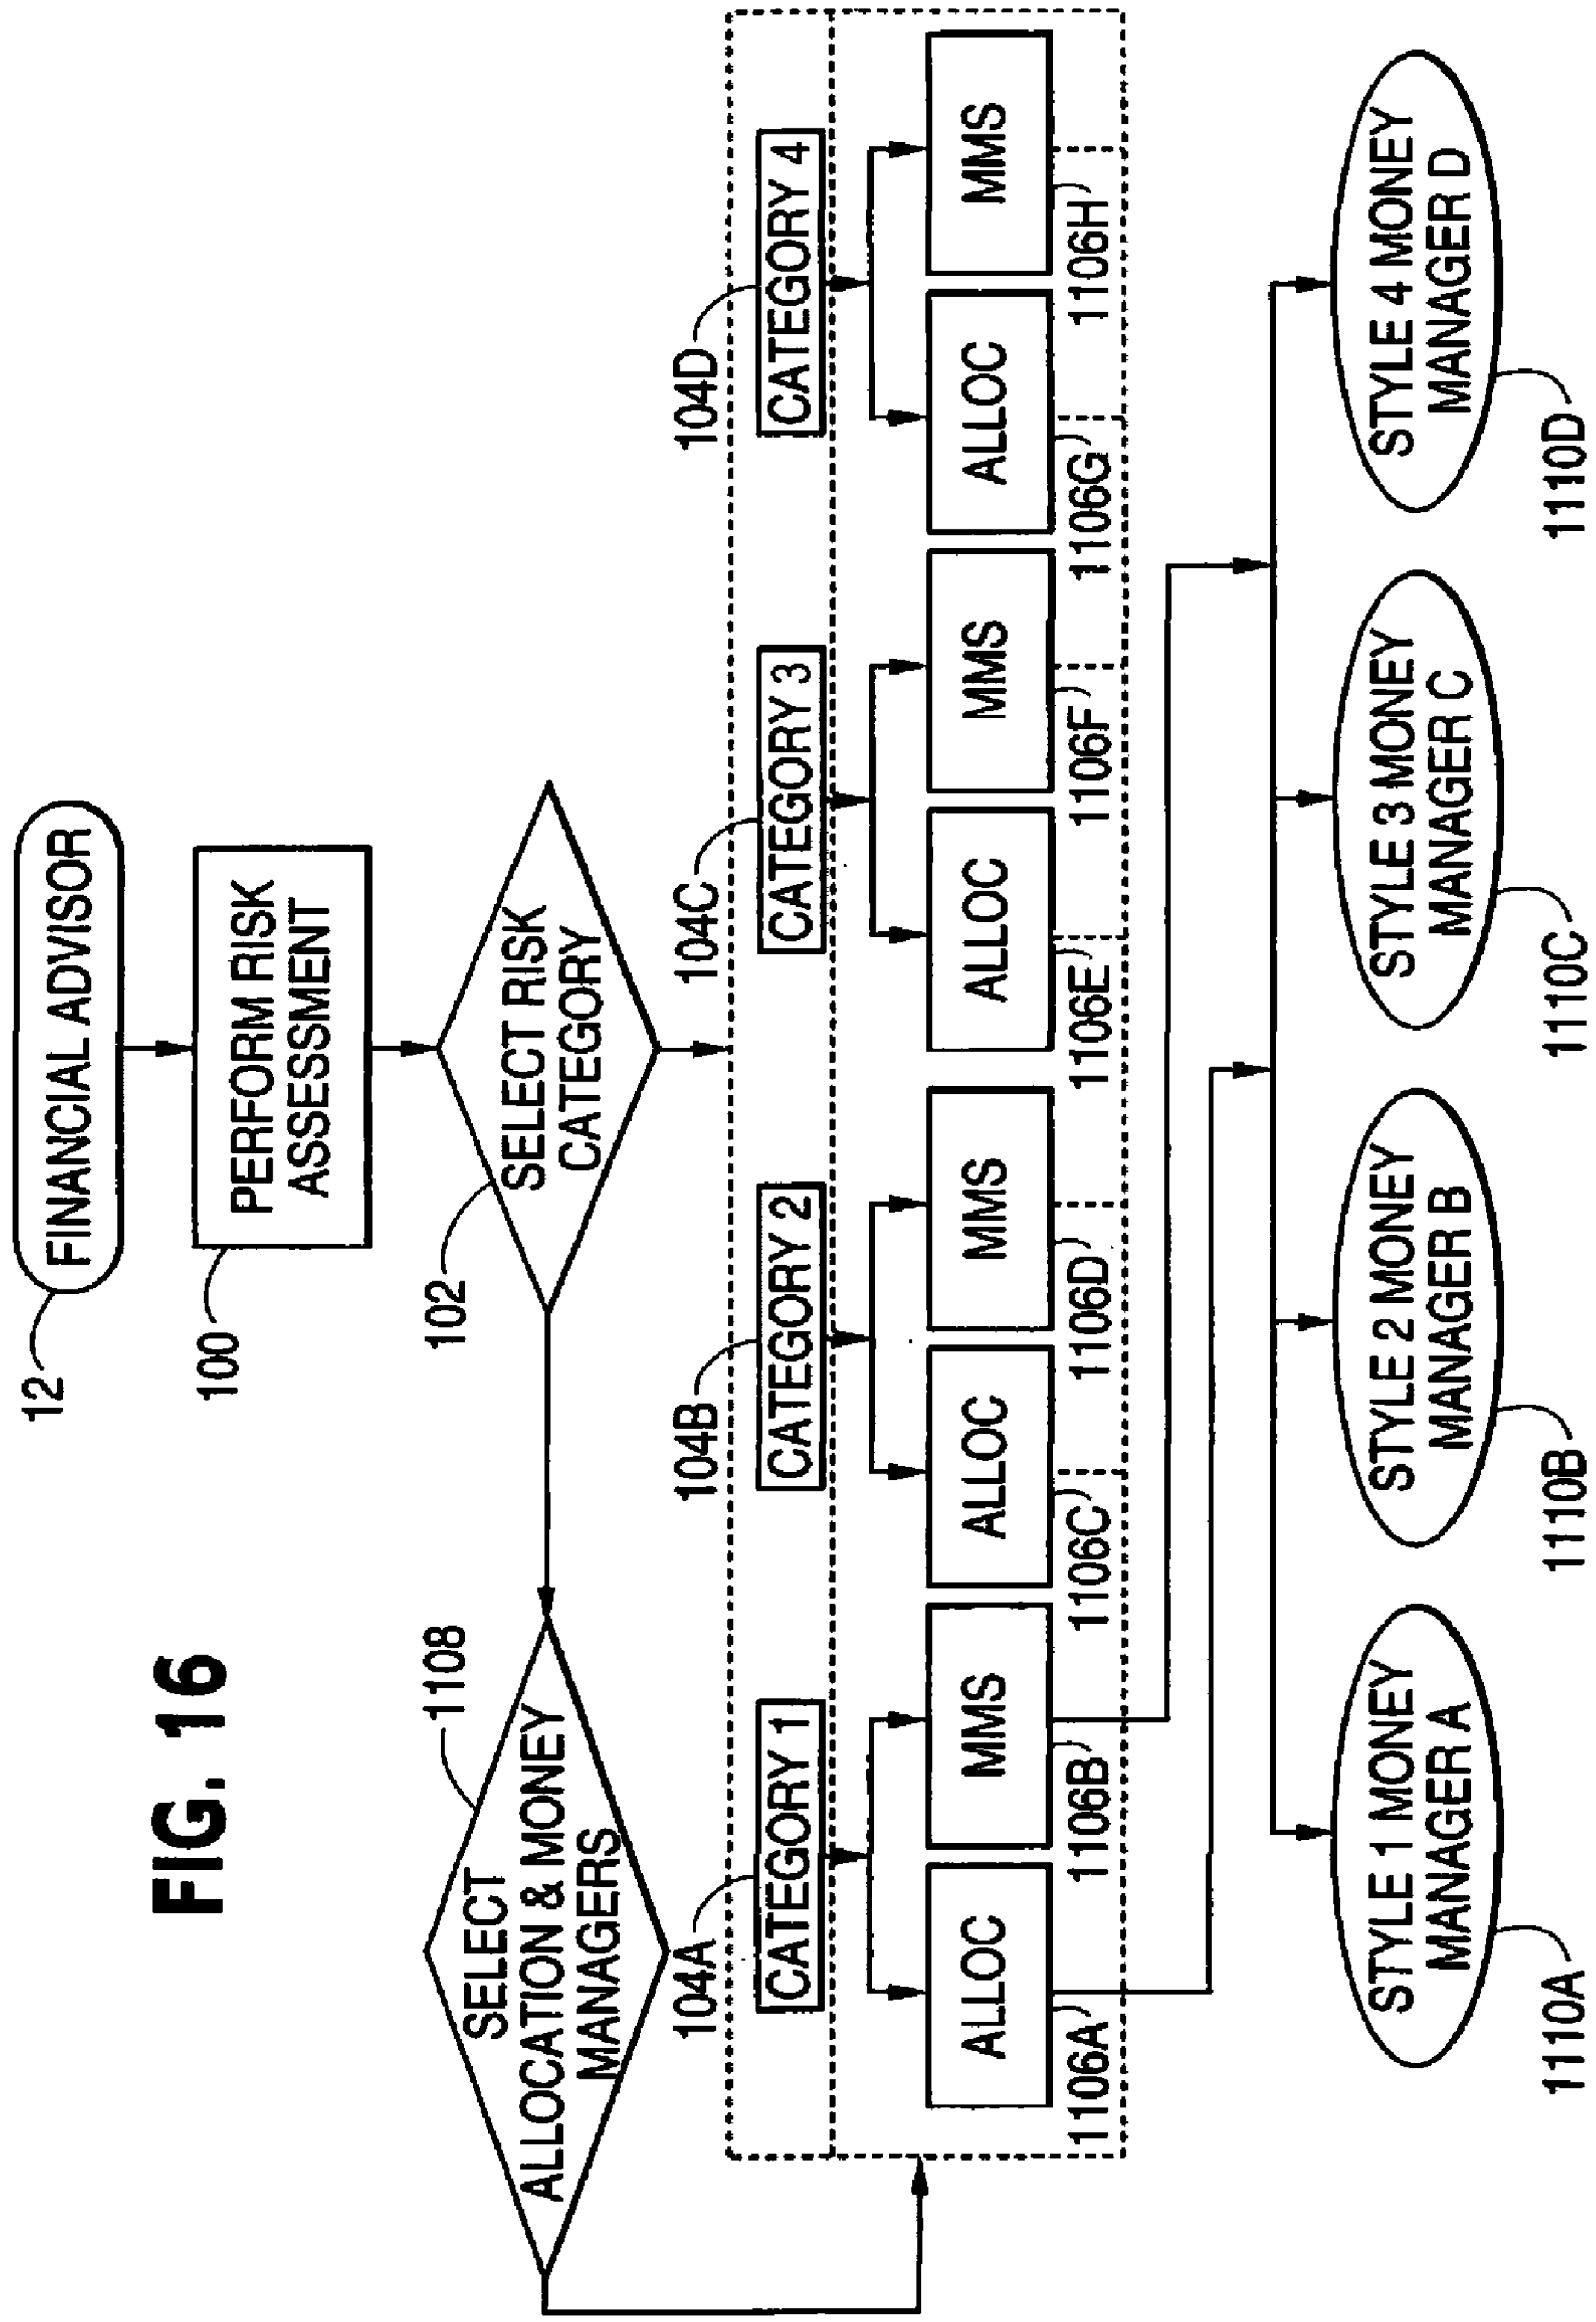 FIG. 16
12
FINANCIAL ADVISOR
100
PERFORM RISK
ASSESSMENT
102
SELECT RISK
CATEGORY
1108
SELECT
ALLOCATION & MONEY
MANAGERS
104A
CATEGORY 1
104B
CATEGORY 2
104C
CATEGORY 3
104D
CATEGORY 4
ALLOC
MMS
ALLOC
MMS
ALLOC
MMS
ALLOC
MMS
1106A
1106B
1106C
1106D
1106E
1106F
1106G
1106H
STYLE 1 MONEY
MANAGER A
STYLE 2 MONEY
MANAGER B
STYLE 3 MONEY
MANAGER C
STYLE 4 MONEY
MANAGER D
1110A
1110B
1110C
1110D